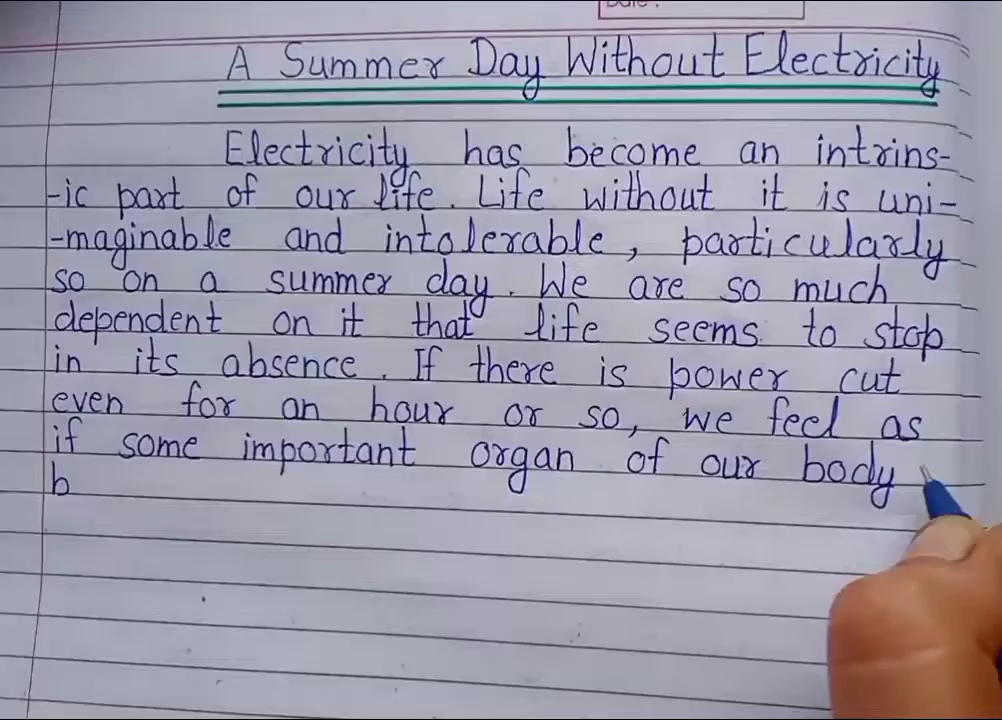 A Summer Day Without Electricity
Electricity has become an intrins-
-ic part of our life. Life without it is uni-
-maginable and intolerable, particularly
so on a summer day. We are so much
dependent on it that life seems to stop
in its absence. If there is power cut
even for an hour or so, we feel as
if some important organ of our body
b